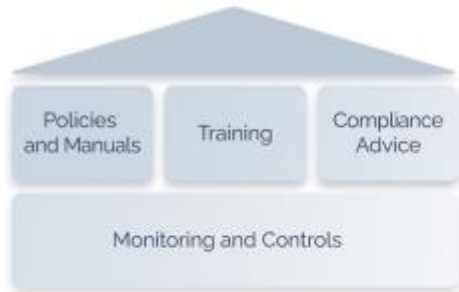 Policies
and Manuals
Training
Compliance
Advice
Monitoring and Controls